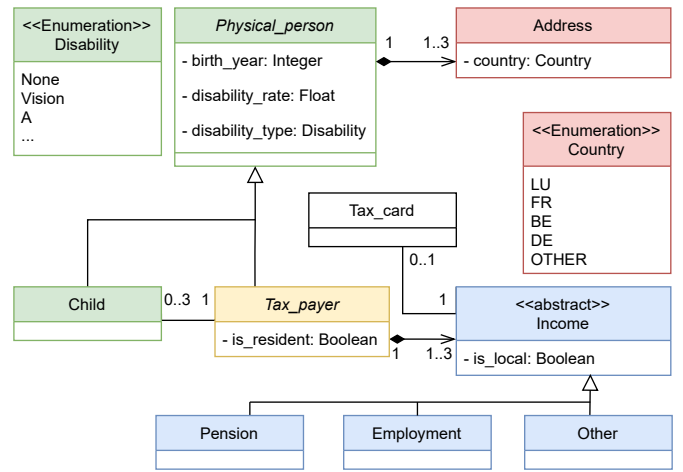 <<Enumeration>>
Disability
None
Vision
A
...
Physical_person
- birth_year: Integer
- disability_rate: Float
- disability_type: Disability
1
1..3
Address
- country: Country
<<Enumeration>>
Country
LU
FR
BE
DE
OTHER
Tax_card
0..1
1
Child
0..3
1
Tax_payer
- is_resident: Boolean
1
1..3
<<abstract>>
Income
- is_local: Boolean
Pension
Employment
Other